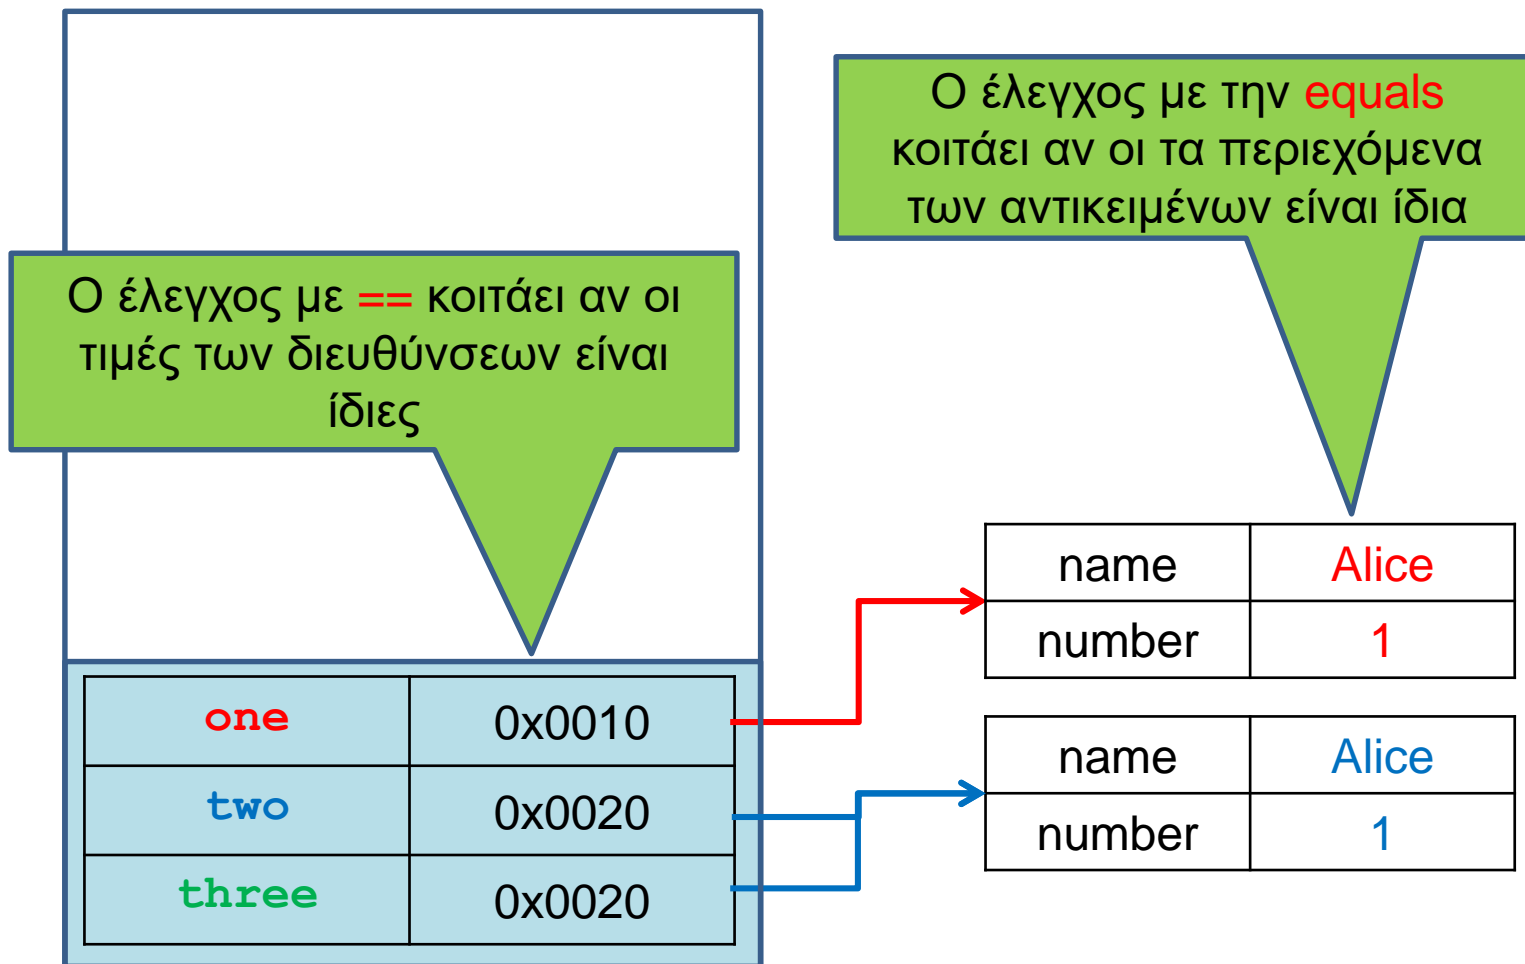 Ο έλεγχος με την equals
κοιτάει αν οι τα περιεχόμενα
των αντικειμένων είναι ίδια
Ο έλεγχος με == κοιτάει αν οι
τιμές των διευθύνσεων είναι
ίδιες
name Alice
number 1
one 0x0010
two 0x0020
three 0x0020
name Alice
number 1